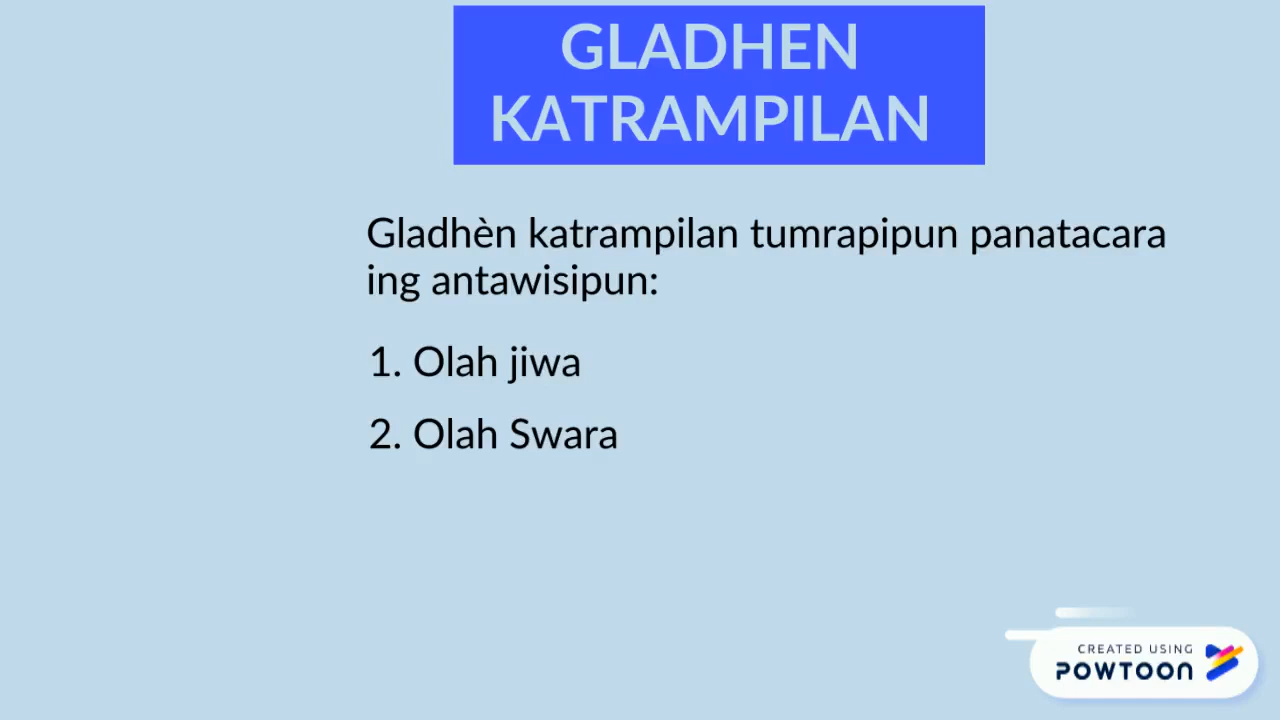 GLADHEN
KATRAMPILAN
Gladhèn katrampilan tumrapipun panatacara
ing antawisipun:
1. Olah jiwa
2. Olah Swara
CREATED USING
POWTOON